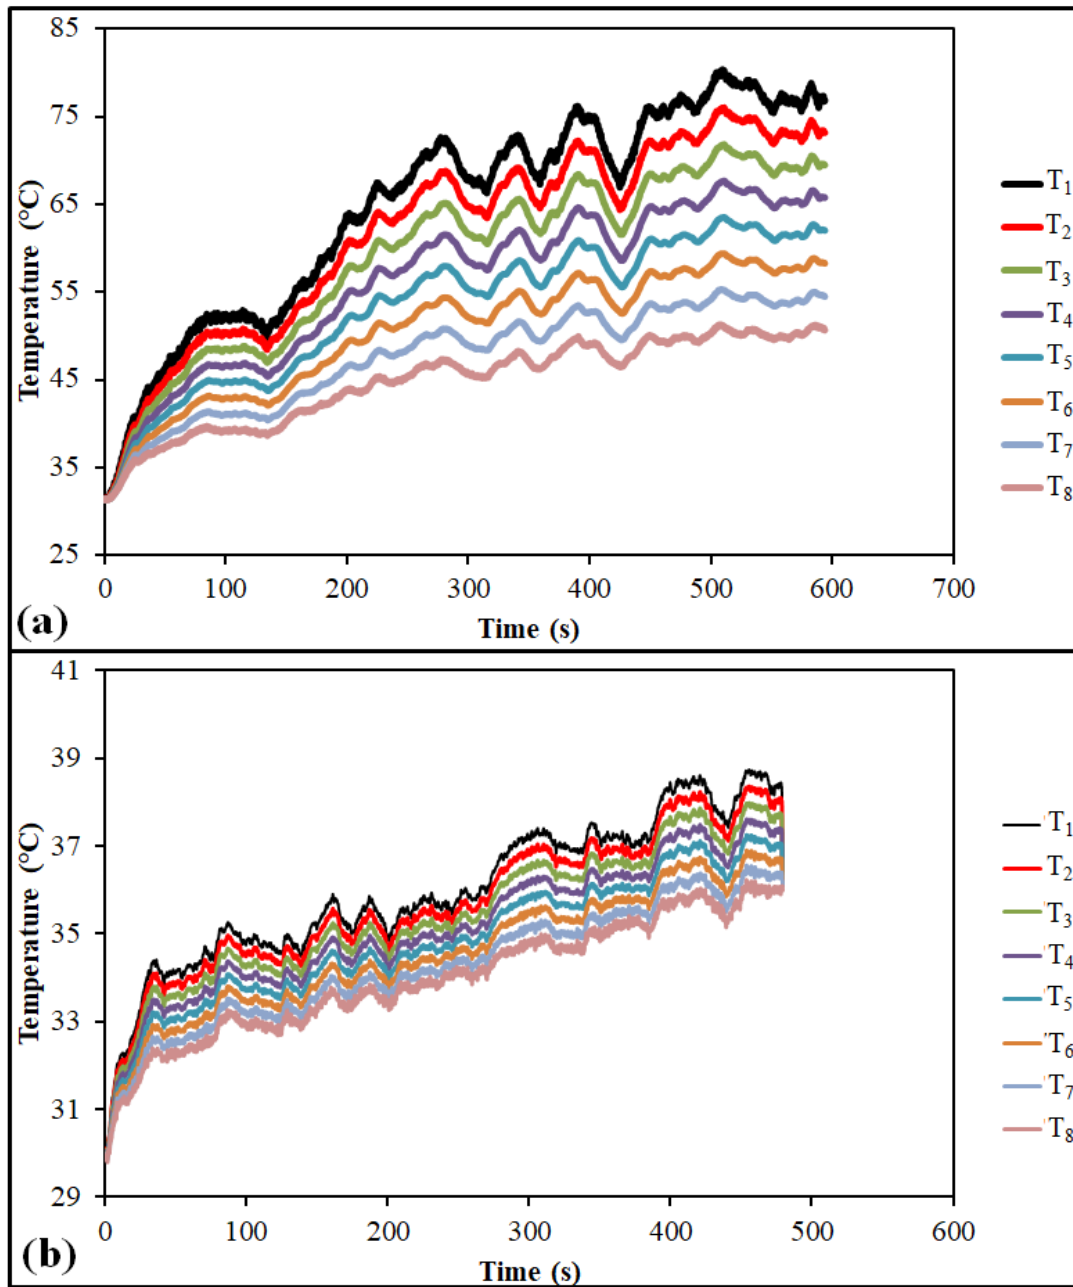 85
75
65
55
45
35
25
Temperature (°C)
0 100 200 300 400 500 600 700
Time (s)
T1
T2
T3
T4
T5
T6
T7
T8
(a)
41
39
37
35
33
31
29
Temperature (°C)
0 100 200 300 400 500 600
Time (s)
'T1
'T2
'T3
'T4
'T5
'T6
'T7
'T8
(b)